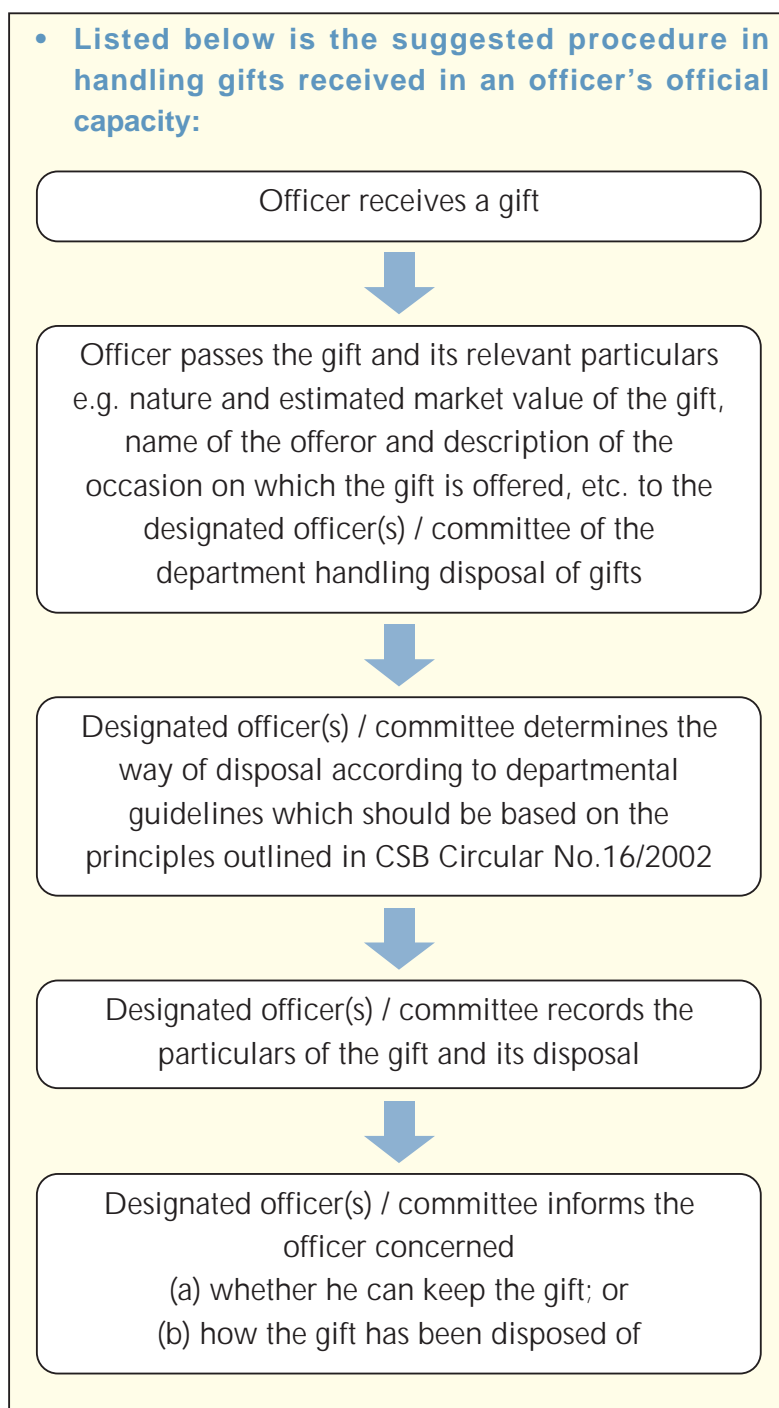 • Listed below is the suggested procedure in
handling gifts received in an officer’s official
capacity:
Officer receives a gift
Officer passes the gift and its relevant particulars
e.g. nature and estimated market value of the gift,
name of the offeror and description of the
occasion on which the gift is offered, etc. to the
designated officer(s) / committee of the
department handling disposal of gifts
Designated officer(s) / committee determines the
way of disposal according to departmental
guidelines which should be based on the
principles outlined in CSB Circular No.16/2002
Designated officer(s) / committee records the
particulars of the gift and its disposal
Designated officer(s) / committee informs the
officer concerned
(a) whether he can keep the gift; or
(b) how the gift has been disposed of